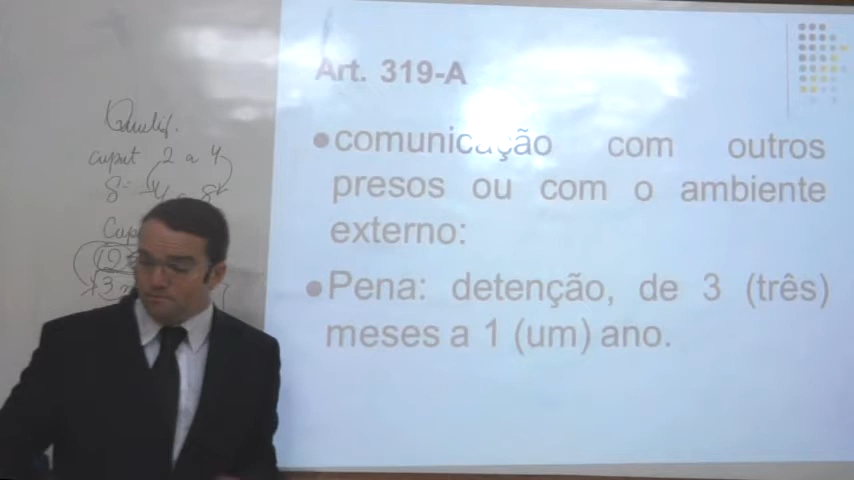 Qualif.
caput 2 a 4
Art. 319-A
comunicação com outros
presos ou com o ambiente
externo:
Pena: detenção, de 3 (três)
meses a 1 (um) ano.